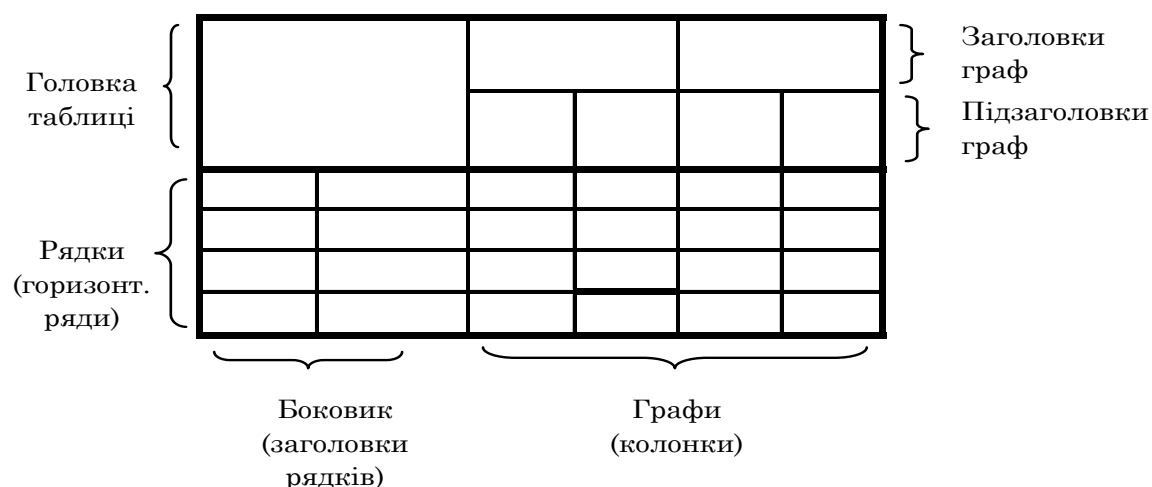 Головка
таблиці
Заголовки
граф
Підзаголовки
граф
Рядки
(горизонт.
ряди)
Боковик
(заголовки
рядків)
Графи
(колонки)